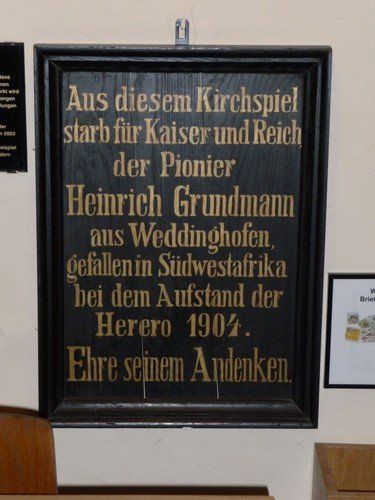 Aus diesem Kirchspiel
starb für Kaiser und Reich,
der Pionier
Heinrich Grundmann
aus Weddinghofen,
gefallen in Südwestafrika
bei dem Aufstand der
Herero 1904.
Ehre seinem Andenken.